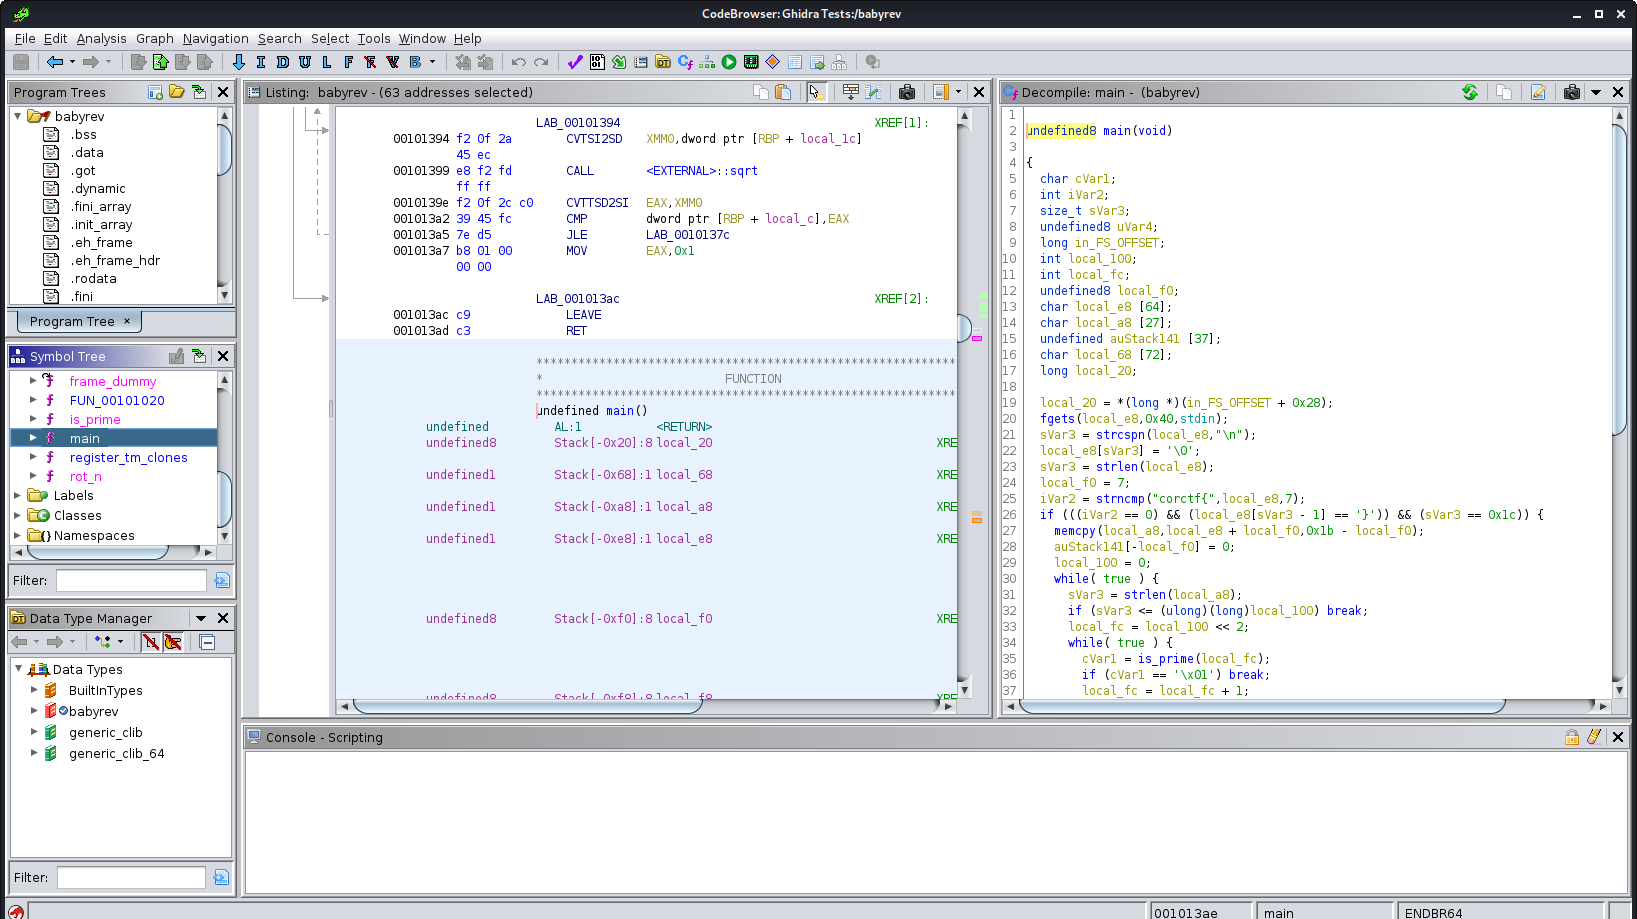 CodeBrowser: Ghidra Tests:/babyrev
File Edit Analysis Graph Navigation Search Select Tools Window Help
I D U L F B
Program Trees
babyrev
.bss
.data
.got
.dynamic
.fini_array
.init_array
.eh_frame
.eh_frame_hdr
.rodata
.fini
Program Tree ×
Symbol Tree
frame_dummy
FUN_00101020
is_prime
main
register_tm_clones
rot_n
Labels
Classes
Namespaces
Filter:
Data Type Manager
Data Types
BuiltInTypes
babyrev
generic_clib
generic_clib_64
Filter:
Listing: babyrev - (63 addresses selected)
LAB_00101394 XREF[1]:
00101394 f2 0f 2a CVTSI2SD XMM0,dword ptr [RBP + local_1c]
45 ec
00101399 e8 f2 fd CALL <EXTERNAL>::sqrt
ff ff
0010139e f2 0f 2c c0 CVTTSD2SI EAX,XMM0
001013a2 39 45 fc CMP dword ptr [RBP + local_c],EAX
001013a5 7e d5 JLE LAB_0010137c
001013a7 b8 01 00 MOV EAX,0x1
00 00
LAB_001013ac XREF[2]:
001013ac c9 LEAVE
001013ad c3 RET
************************************************************
* FUNCTION
************************************************************
undefined main()
undefined AL:1 <RETURN>
undefined8 Stack[-0x20]:8 local_20 XRE
undefined1 Stack[-0x68]:1 local_68 XRE
undefined1 Stack[-0xa8]:1 local_a8 XRE
undefined1 Stack[-0xe8]:1 local_e8 XRE
undefined8 Stack[-0xf0]:8 local_f0 XRE
undefined8 Stack[-0xf8]:8 local_f8 XRE
Decompile: main - (babyrev)
1
2 undefined8 main(void)
3
4 {
5 char cVar1;
6 int iVar2;
7 size_t sVar3;
8 undefined8 uVar4;
9 long in_FS_OFFSET;
10 int local_100;
11 int local_fc;
12 undefined8 local_f0;
13 char local_e8 [64];
14 char local_a8 [27];
15 undefined auStack141 [37];
16 char local_68 [72];
17 long local_20;
18
19 local_20 = *(long *)(in_FS_OFFSET + 0x28);
20 fgets(local_e8,0x40,stdin);
21 sVar3 = strcspn(local_e8,"\n");
22 local_e8[sVar3] = '\0';
23 sVar3 = strlen(local_e8);
24 local_f0 = 7;
25 iVar2 = strncmp("corctf{",local_e8,7);
26 if (((iVar2 == 0) && (local_e8[sVar3 - 1] == '}')) && (sVar3 == 0x1c)) {
27 memcpy(local_a8,local_e8 + local_f0,0x1b - local_f0);
28 auStack141[-local_f0] = 0;
29 local_100 = 0;
30 while( true ) {
31 sVar3 = strlen(local_a8);
32 if (sVar3 <= (ulong)(long)local_100) break;
33 local_fc = local_100 << 2;
34 while( true ) {
35 cVar1 = is_prime(local_fc);
36 if (cVar1 == '\x01') break;
37 local_fc = local_fc + 1;
Console - Scripting
001013ae main ENDBR64